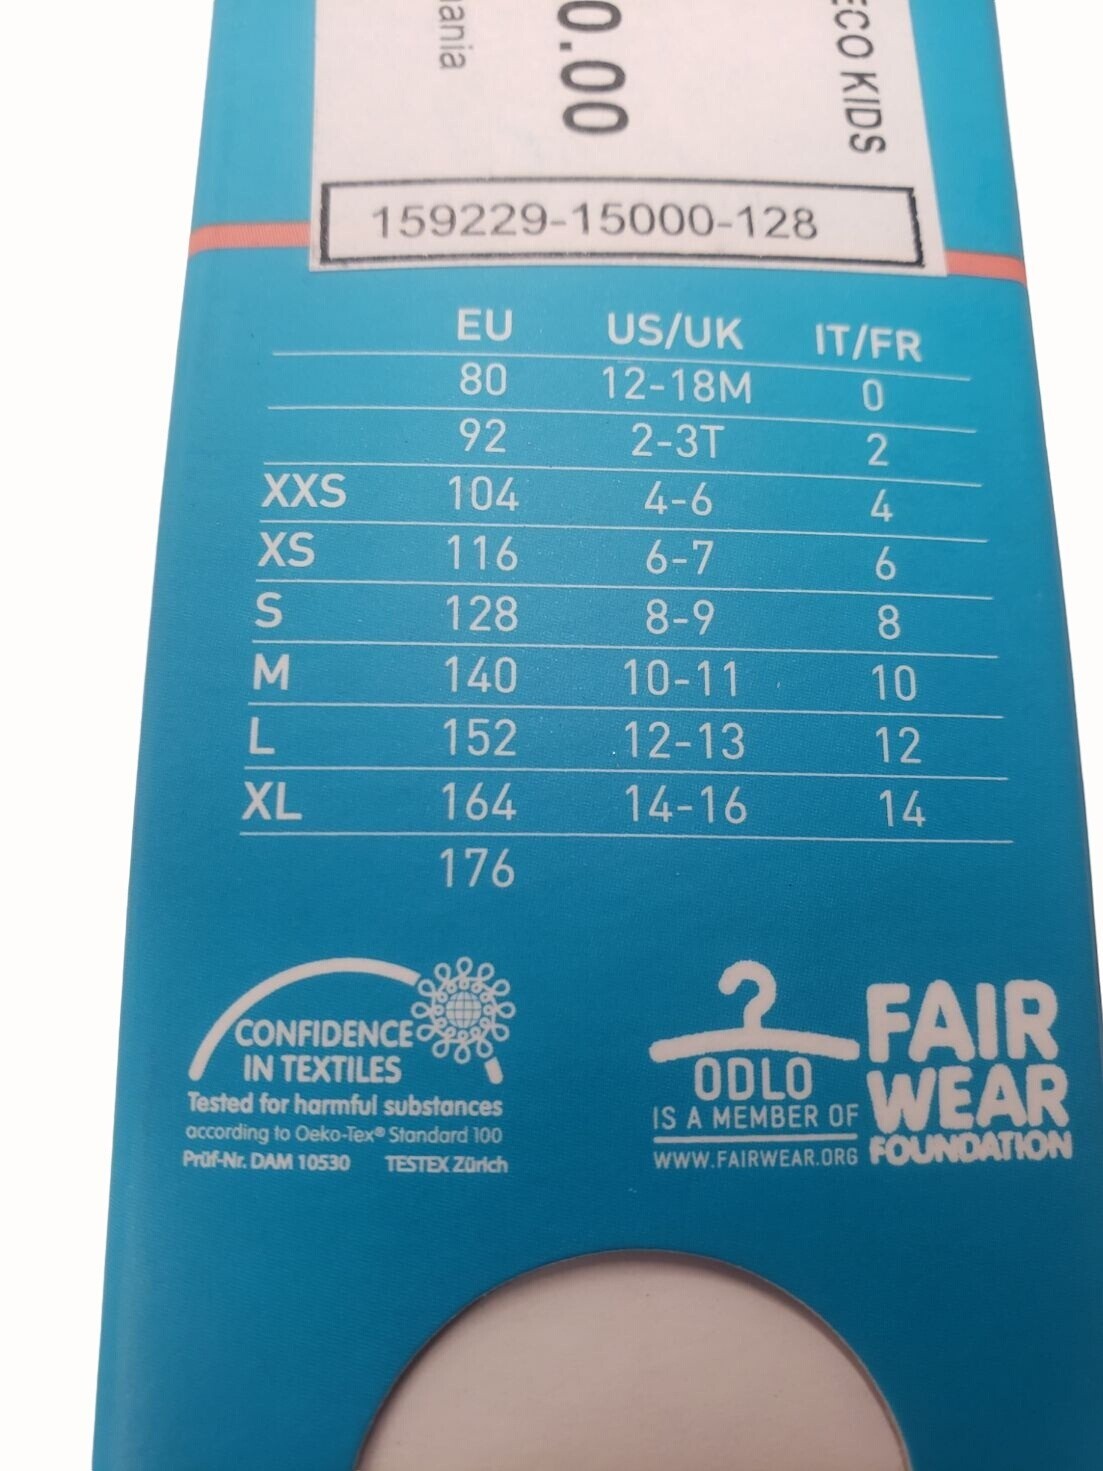 ECO KIDS
0.00
159229-15000-128
EU US/UK IT/FR
80 12-18M 0
92 2-3T 2
XXS 104 4-6 4
XS 116 6-7 6
S 128 8-9 8
M 140 10-11 10
L 152 12-13 12
XL 164 14-16 14
176
CONFIDENCE
IN TEXTILES
Tested for harmful substances
according to Oeko-Tex® Standard 100
Prüf-Nr. DAM 10530 TESTEX Zürich
ODLO
IS A MEMBER OF
WWW.FAIRWEAR.ORG
FAIR
WEAR
FOUNDATION